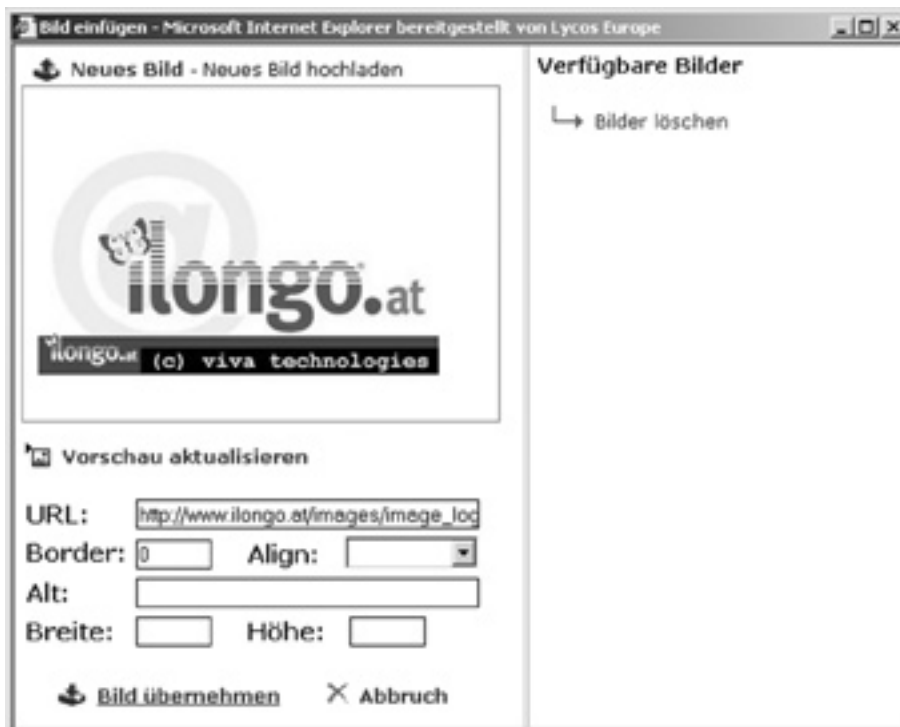 Bild einfügen - Microsoft Internet Explorer bereitgestellt von Lycos Europe
Neues Bild - Neues Bild hochladen
ilongo.at
ilongo.at (c) viva technologies
Vorschau aktualisieren
URL: http://www.ilongo.at/images/image_log
Border: 0 Align:
Alt:
Breite: Höhe:
Bild übernehmen Abbruch
Verfügbare Bilder
Bilder löschen